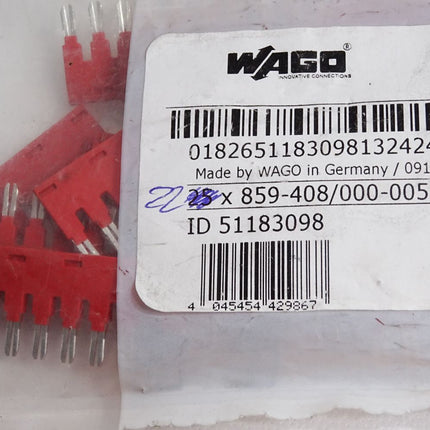 WAGO®
INNOVATIVE CONNECTIONS
0182651183098132424
Made by WAGO in Germany / 091
22 x 859-408/000-005
ID 51183098
4 045454 429867